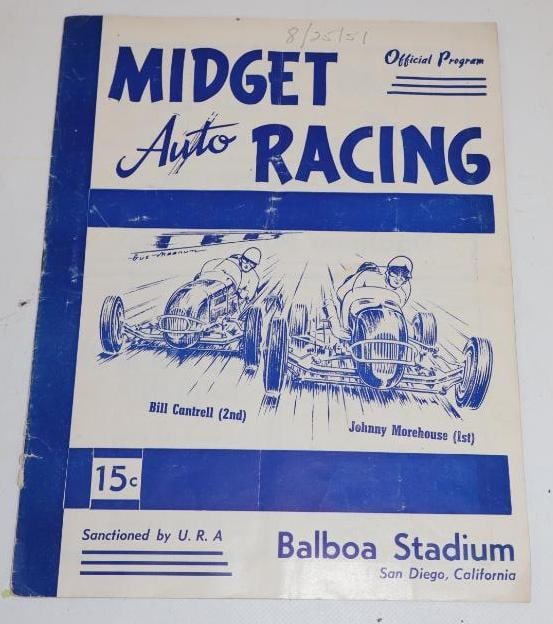 8/25/51
MIDGET
Official Program
Auto RACING
Bill Cantrell (2nd)
Johnny Morehouse (1st)
15c
Sanctioned by U. R. A
Balboa Stadium
San Diego, California